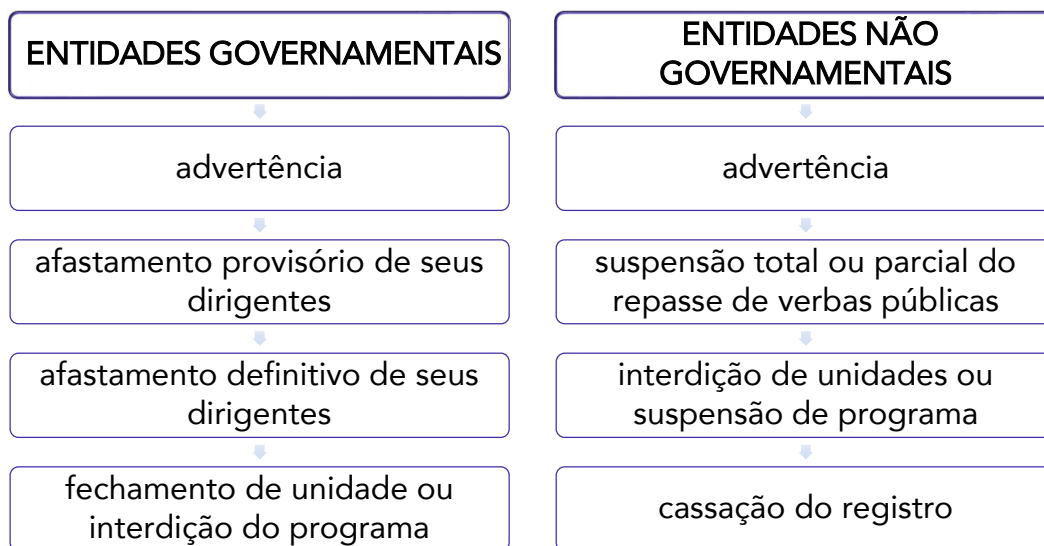 ENTIDADES GOVERNAMENTAIS
advertência
afastamento provisório de seus
dirigentes
afastamento definitivo de seus
dirigentes
fechamento de unidade ou
interdição do programa
ENTIDADES NÃO
GOVERNAMENTAIS
advertência
suspensão total ou parcial do
repasse de verbas públicas
interdição de unidades ou
suspensão de programa
cassação do registro